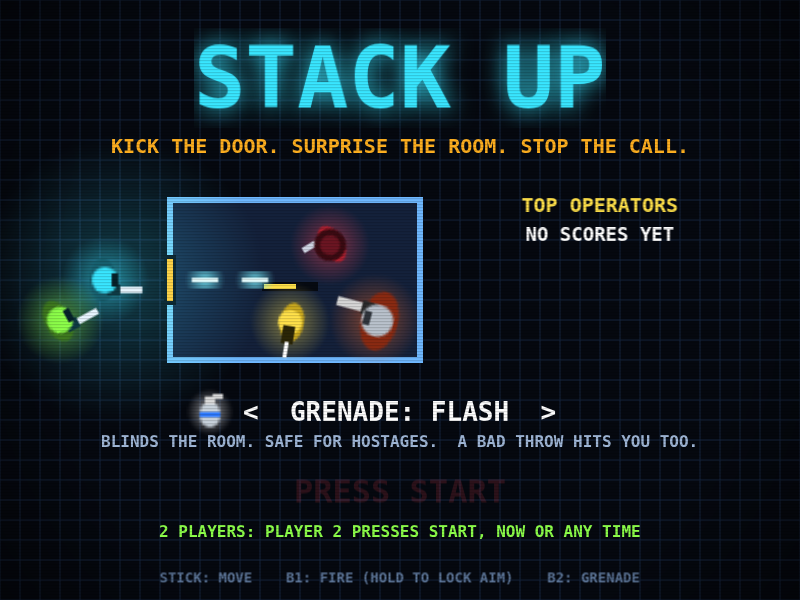 STACK UP
KICK THE DOOR. SURPRISE THE ROOM. STOP THE CALL.
TOP OPERATORS
NO SCORES YET
< GRENADE: FLASH >
BLINDS THE ROOM. SAFE FOR HOSTAGES. A BAD THROW HITS YOU TOO.
PRESS START
2 PLAYERS: PLAYER 2 PRESSES START, NOW OR ANY TIME
STICK: MOVE B1: FIRE (HOLD TO LOCK AIM) B2: GRENADE